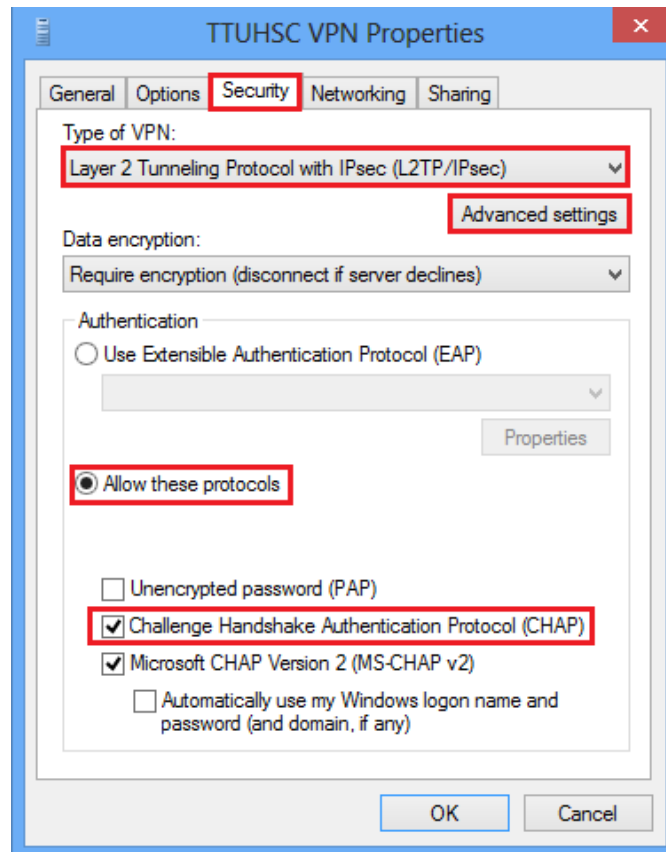 TTUHSC VPN Properties
General Options Security Networking Sharing
Type of VPN:
Layer 2 Tunneling Protocol with IPsec (L2TP/IPsec)
Advanced settings
Data encryption:
Require encryption (disconnect if server declines)
Authentication
Use Extensible Authentication Protocol (EAP)
Properties
Allow these protocols
Unencrypted password (PAP)
Challenge Handshake Authentication Protocol (CHAP)
Microsoft CHAP Version 2 (MS-CHAP v2)
Automatically use my Windows logon name and
password (and domain, if any)
OK Cancel